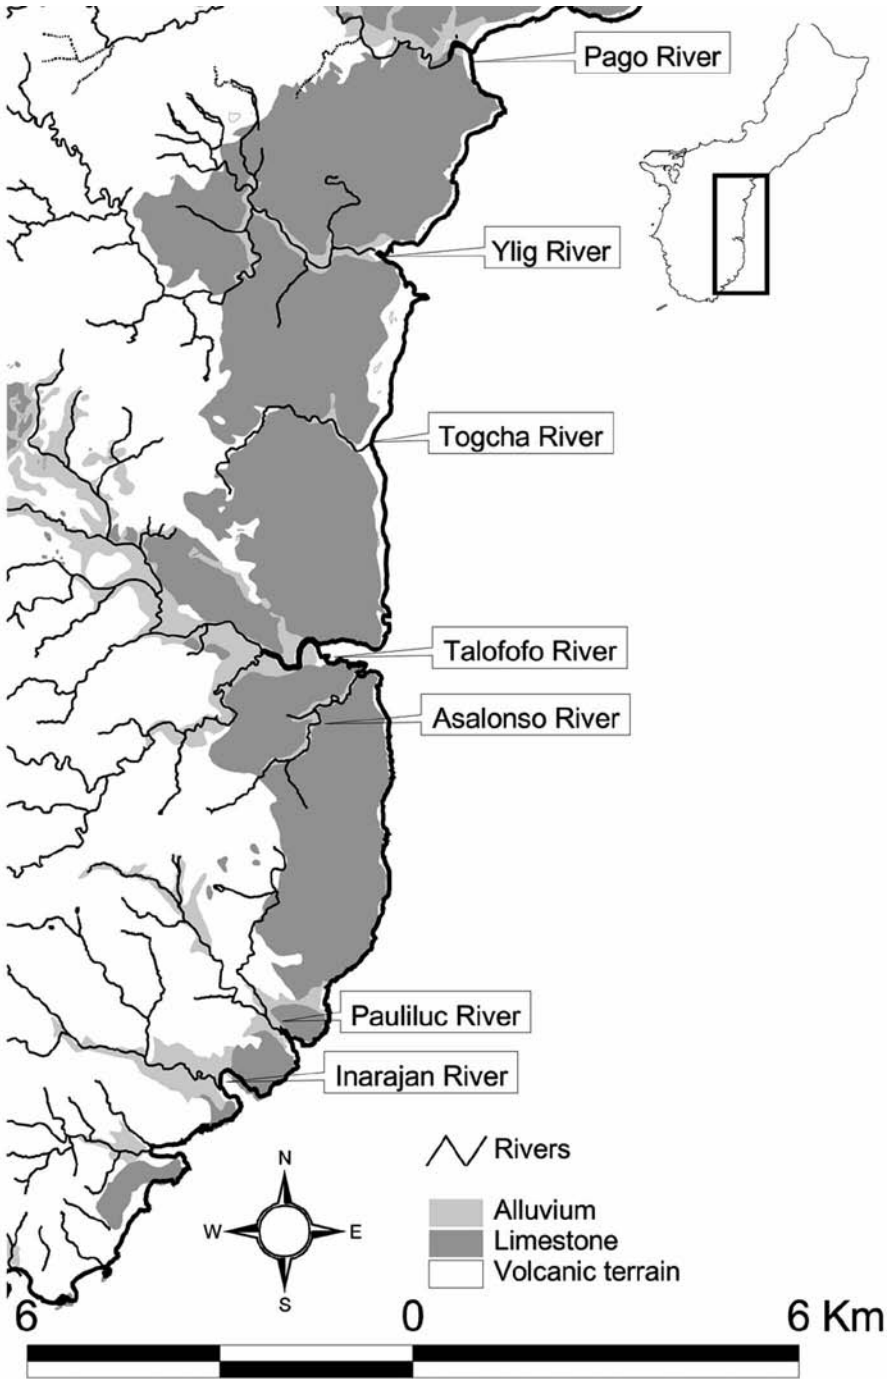 Pago River
Ylig River
Togcha River
Talofofo River
Asalonso River
Pauliluc River
Inarajan River
N
W
E
S
Rivers
Alluvium
Limestone
Volcanic terrain
6 0 6 Km